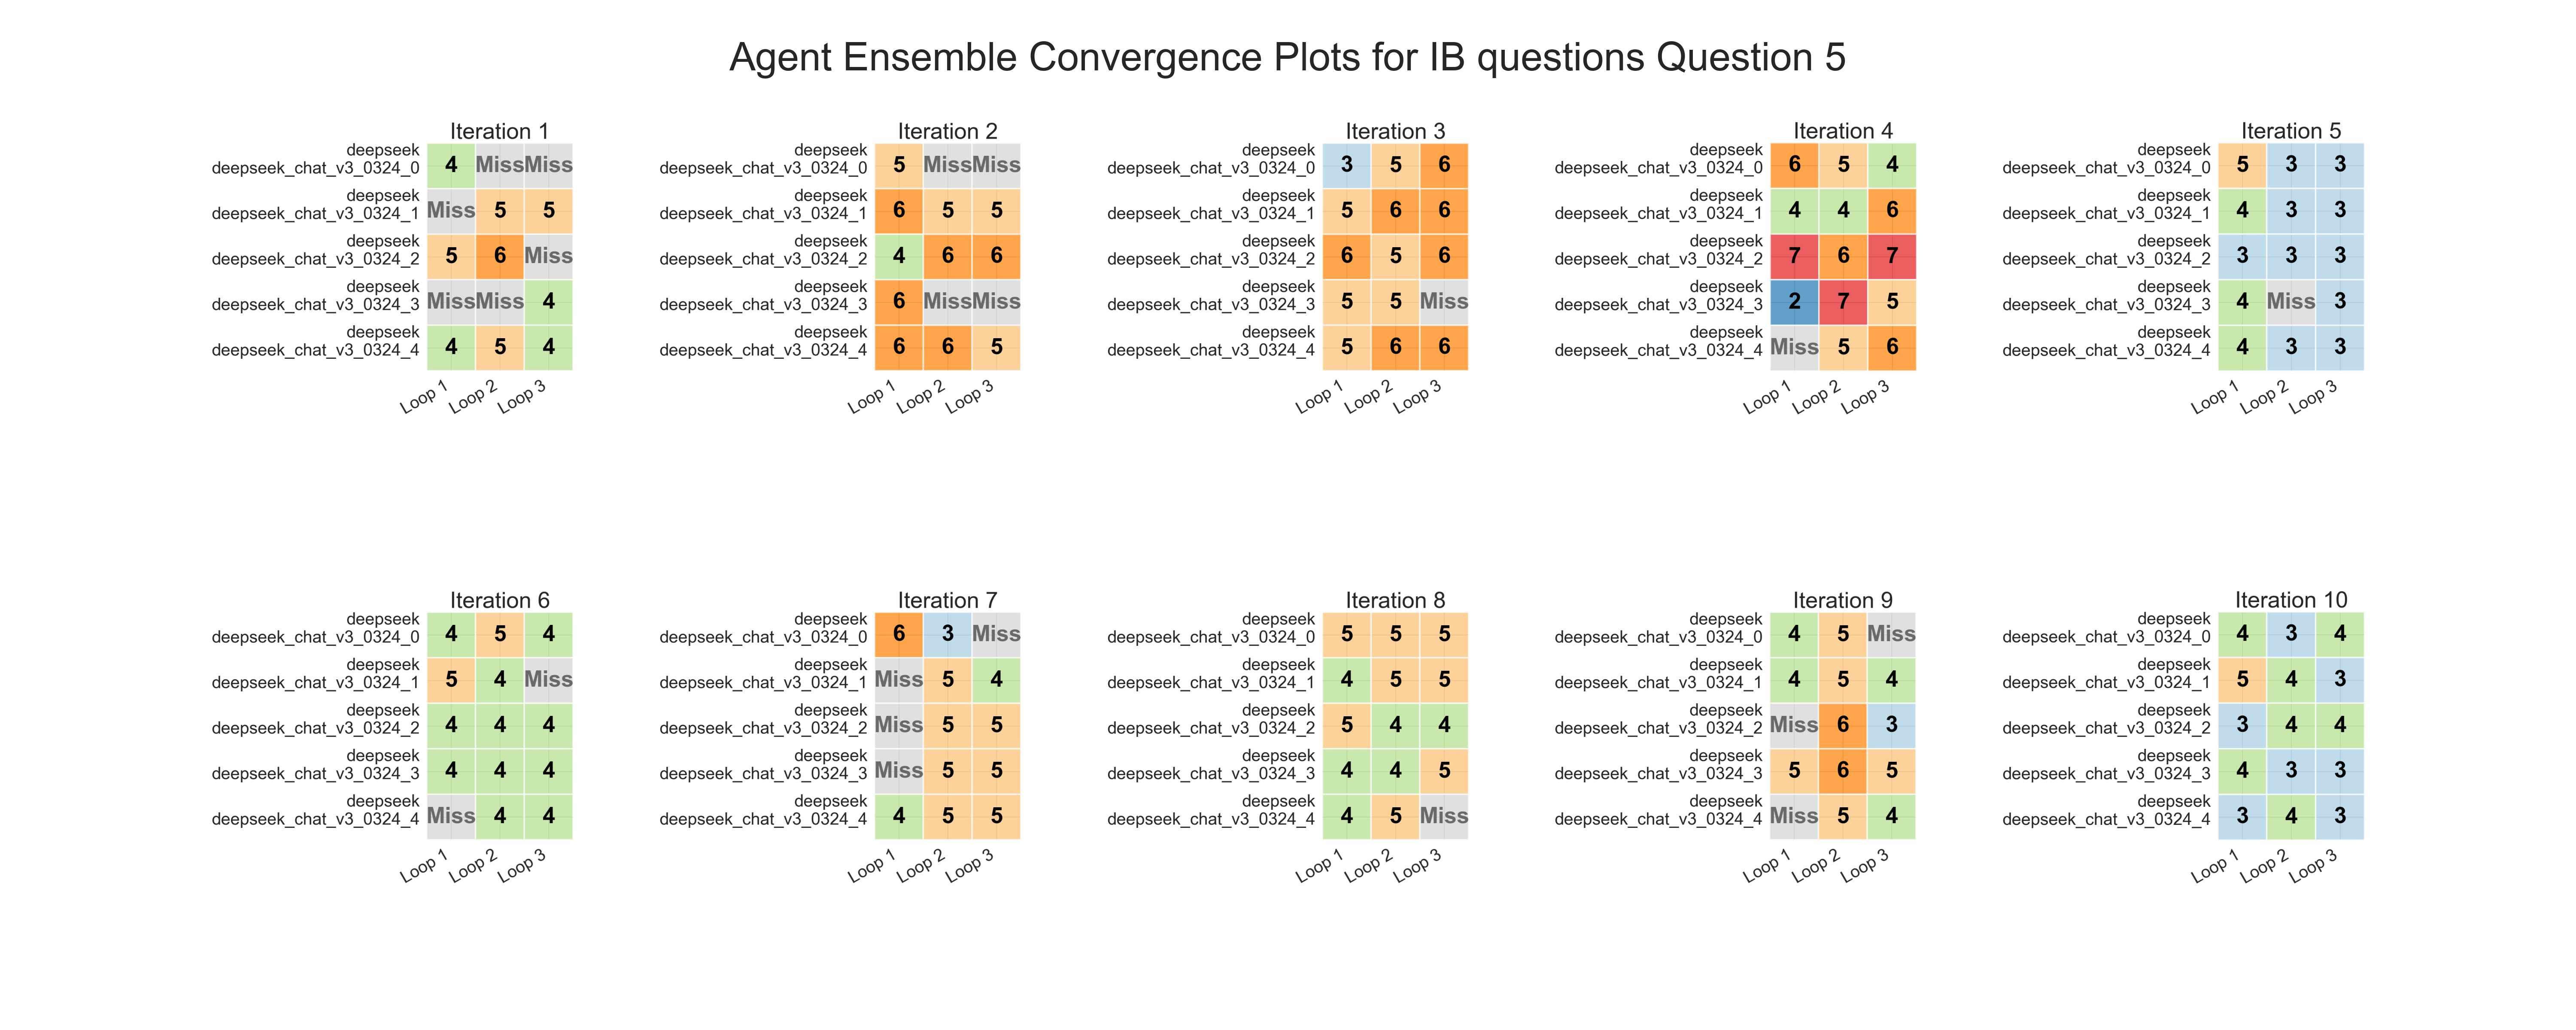 Agent Ensemble Convergence Plots for IB questions Question 5
Iteration 1
deepseek
deepseek_chat_v3_0324_0
4 Miss Miss
deepseek
deepseek_chat_v3_0324_1
Miss 5 5
deepseek
deepseek_chat_v3_0324_2
5 6 Miss
deepseek
deepseek_chat_v3_0324_3
Miss Miss 4
deepseek
deepseek_chat_v3_0324_4
4 5 4
Loop 1 Loop 2 Loop 3
Iteration 2
deepseek
deepseek_chat_v3_0324_0
5 Miss Miss
deepseek
deepseek_chat_v3_0324_1
6 5 5
deepseek
deepseek_chat_v3_0324_2
4 6 6
deepseek
deepseek_chat_v3_0324_3
6 Miss Miss
deepseek
deepseek_chat_v3_0324_4
6 6 5
Loop 1 Loop 2 Loop 3
Iteration 3
deepseek
deepseek_chat_v3_0324_0
3 5 6
deepseek
deepseek_chat_v3_0324_1
5 6 6
deepseek
deepseek_chat_v3_0324_2
6 5 6
deepseek
deepseek_chat_v3_0324_3
5 5 Miss
deepseek
deepseek_chat_v3_0324_4
5 6 6
Loop 1 Loop 2 Loop 3
Iteration 4
deepseek
deepseek_chat_v3_0324_0
6 5 4
deepseek
deepseek_chat_v3_0324_1
4 4 6
deepseek
deepseek_chat_v3_0324_2
7 6 7
deepseek
deepseek_chat_v3_0324_3
2 7 5
deepseek
deepseek_chat_v3_0324_4
Miss 5 6
Loop 1 Loop 2 Loop 3
Iteration 5
deepseek
deepseek_chat_v3_0324_0
5 3 3
deepseek
deepseek_chat_v3_0324_1
4 3 3
deepseek
deepseek_chat_v3_0324_2
3 3 3
deepseek
deepseek_chat_v3_0324_3
4 Miss 3
deepseek
deepseek_chat_v3_0324_4
4 3 3
Loop 1 Loop 2 Loop 3
Iteration 6
deepseek
deepseek_chat_v3_0324_0
4 5 4
deepseek
deepseek_chat_v3_0324_1
5 4 Miss
deepseek
deepseek_chat_v3_0324_2
4 4 4
deepseek
deepseek_chat_v3_0324_3
4 4 4
deepseek
deepseek_chat_v3_0324_4
Miss 4 4
Loop 1 Loop 2 Loop 3
Iteration 7
deepseek
deepseek_chat_v3_0324_0
6 3 Miss
deepseek
deepseek_chat_v3_0324_1
Miss 5 4
deepseek
deepseek_chat_v3_0324_2
Miss 5 5
deepseek
deepseek_chat_v3_0324_3
Miss 5 5
deepseek
deepseek_chat_v3_0324_4
4 5 5
Loop 1 Loop 2 Loop 3
Iteration 8
deepseek
deepseek_chat_v3_0324_0
5 5 5
deepseek
deepseek_chat_v3_0324_1
4 5 5
deepseek
deepseek_chat_v3_0324_2
5 4 4
deepseek
deepseek_chat_v3_0324_3
4 4 5
deepseek
deepseek_chat_v3_0324_4
4 5 Miss
Loop 1 Loop 2 Loop 3
Iteration 9
deepseek
deepseek_chat_v3_0324_0
4 5 Miss
deepseek
deepseek_chat_v3_0324_1
4 5 4
deepseek
deepseek_chat_v3_0324_2
Miss 6 3
deepseek
deepseek_chat_v3_0324_3
5 6 5
deepseek
deepseek_chat_v3_0324_4
Miss 5 4
Loop 1 Loop 2 Loop 3
Iteration 10
deepseek
deepseek_chat_v3_0324_0
4 3 4
deepseek
deepseek_chat_v3_0324_1
5 4 3
deepseek
deepseek_chat_v3_0324_2
3 4 4
deepseek
deepseek_chat_v3_0324_3
4 3 3
deepseek
deepseek_chat_v3_0324_4
3 4 3
Loop 1 Loop 2 Loop 3